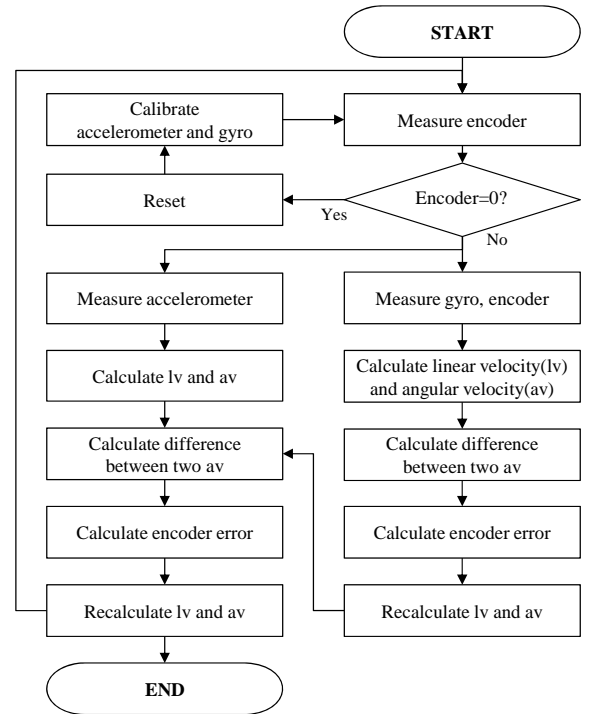 START
Calibrate
accelerometer and gyro
Measure encoder
Reset
Encoder=0?
Yes
No
Measure accelerometer
Measure gyro, encoder
Calculate lv and av
Calculate linear velocity(lv)
and angular velocity(av)
Calculate difference
between two av
Calculate difference
between two av
Calculate encoder error
Calculate encoder error
Recalculate lv and av
Recalculate lv and av
END